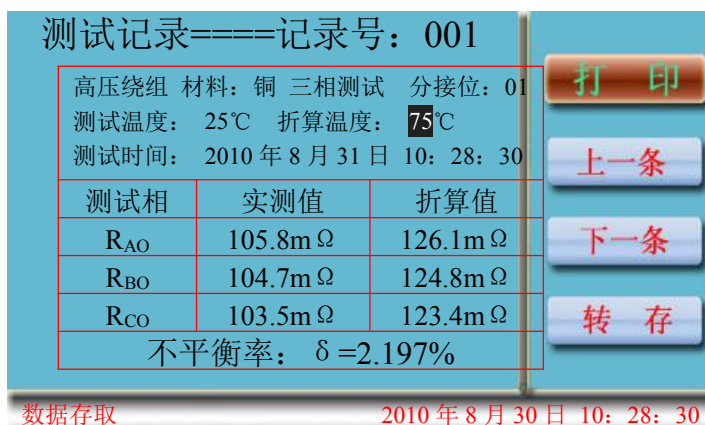 测试记录====记录号：001
高压绕组 材料：铜 三相测试 分接位：01
测试温度： 25℃ 折算温度： 75℃
测试时间： 2010 年 8 月 31 日 10：28：30
测试相 实测值 折算值
RAO 105.8mΩ 126.1mΩ
RBO 104.7mΩ 124.8mΩ
RCO 103.5mΩ 123.4mΩ
不平衡率： δ=2.197%
打 印
上一条
下一条
转 存
数据存取 2010 年 8 月 30 日 10：28：30